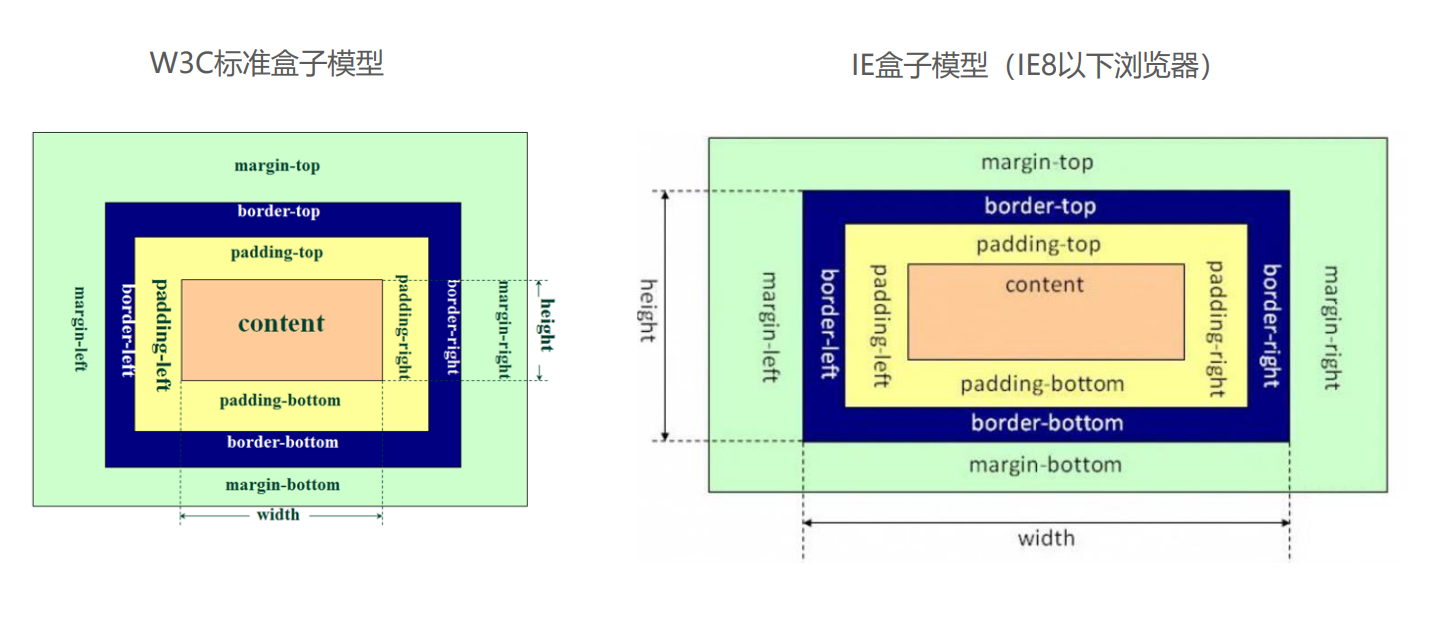 W3C标准盒子模型
margin-top
border-top
padding-top
margin-left
border-left
padding-left
content
padding-right
border-right
margin-right
height
padding-bottom
border-bottom
margin-bottom
width
IE盒子模型（IE8以下浏览器）
margin-top
border-top
padding-top
content
height
margin-left
border-left
padding-left
padding-right
border-right
margin-right
padding-bottom
border-bottom
margin-bottom
width